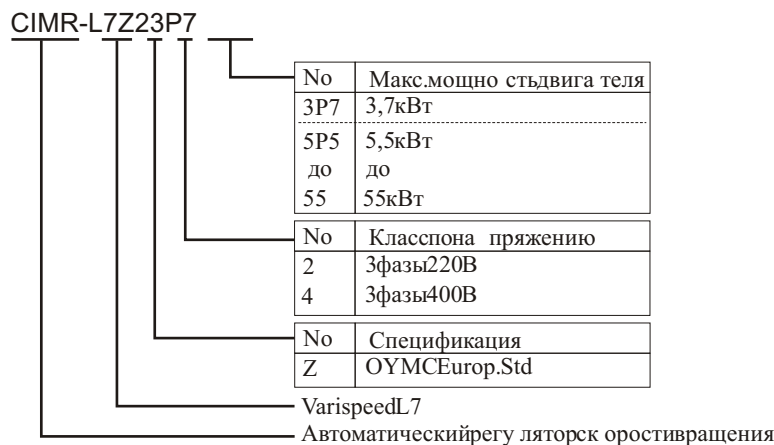 CIMR-L7Z23P7
No Макс.мощно стьдвига теля
3P7 3,7кВт
5P5 5,5кВт
до до
55 55кВт
No Класспона пряжению
2 3фазы220В
4 3фазы400В
No Спецификация
Z OYMCEurop.Std
VarispeedL7
Автоматическийрегу ляторск оростивращения